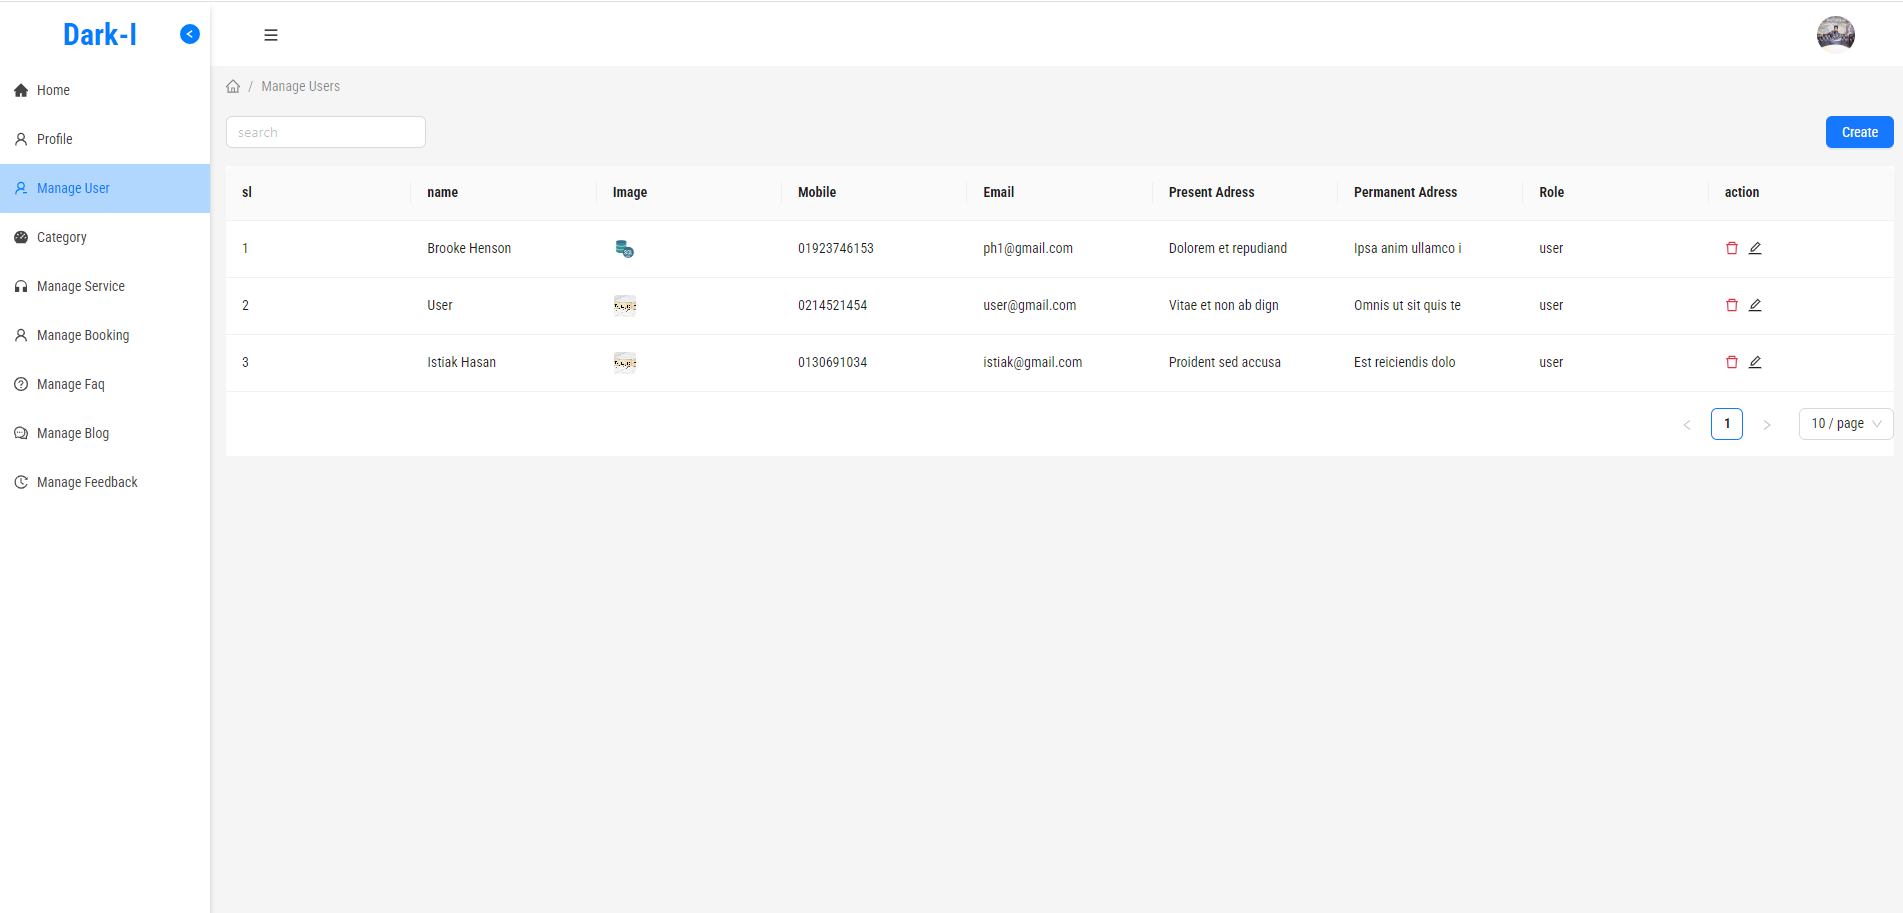 Dark-I
Home
Profile
Manage User
Category
Manage Service
Manage Booking
Manage Faq
Manage Blog
Manage Feedback
/ Manage Users
search
Create
sl name Image Mobile Email Present Adress Permanent Adress Role action
1 Brooke Henson 01923746153 ph1@gmail.com Dolorem et repudiand Ipsa anim ullamco i user
2 User 0214521454 user@gmail.com Vitae et non ab dign Omnis ut sit quis te user
3 Istiak Hasan 0130691034 istiak@gmail.com Proident sed accusa Est reiciendis dolo user
< 1 > 10 / page